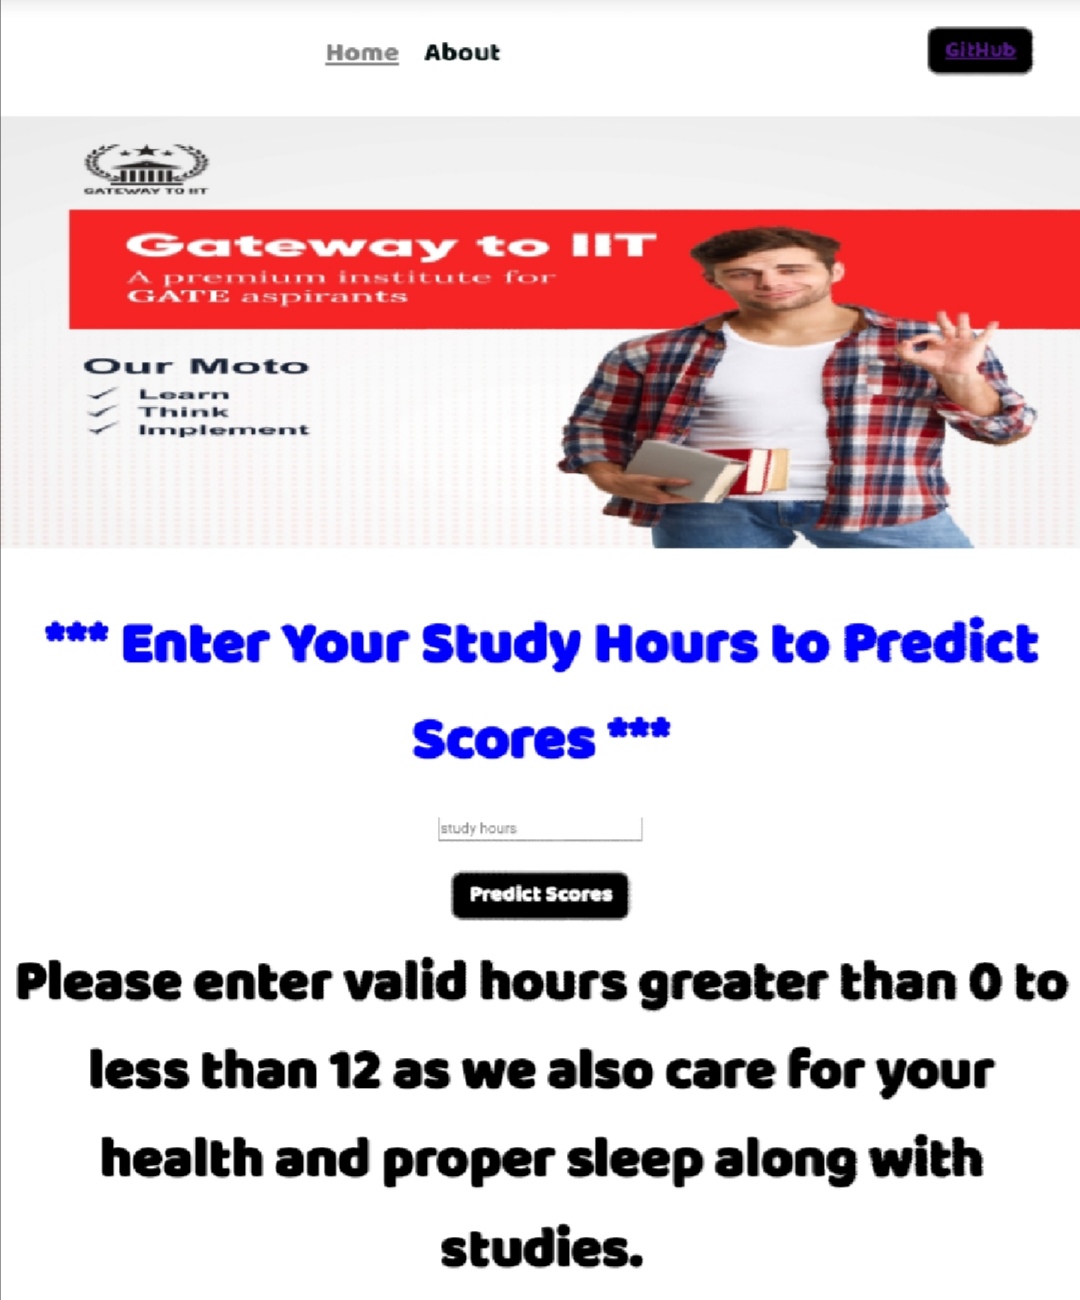 Home About
GitHub
GATEWAY TO IIT
Gateway to IIT
A premium institute for
GATE aspirants
Our Moto
Learn
Think
Implement
*** Enter Your Study Hours to Predict
Scores ***
study hours
Predict Scores
Please enter valid hours greater than 0 to
less than 12 as we also care for your
health and proper sleep along with
studies.